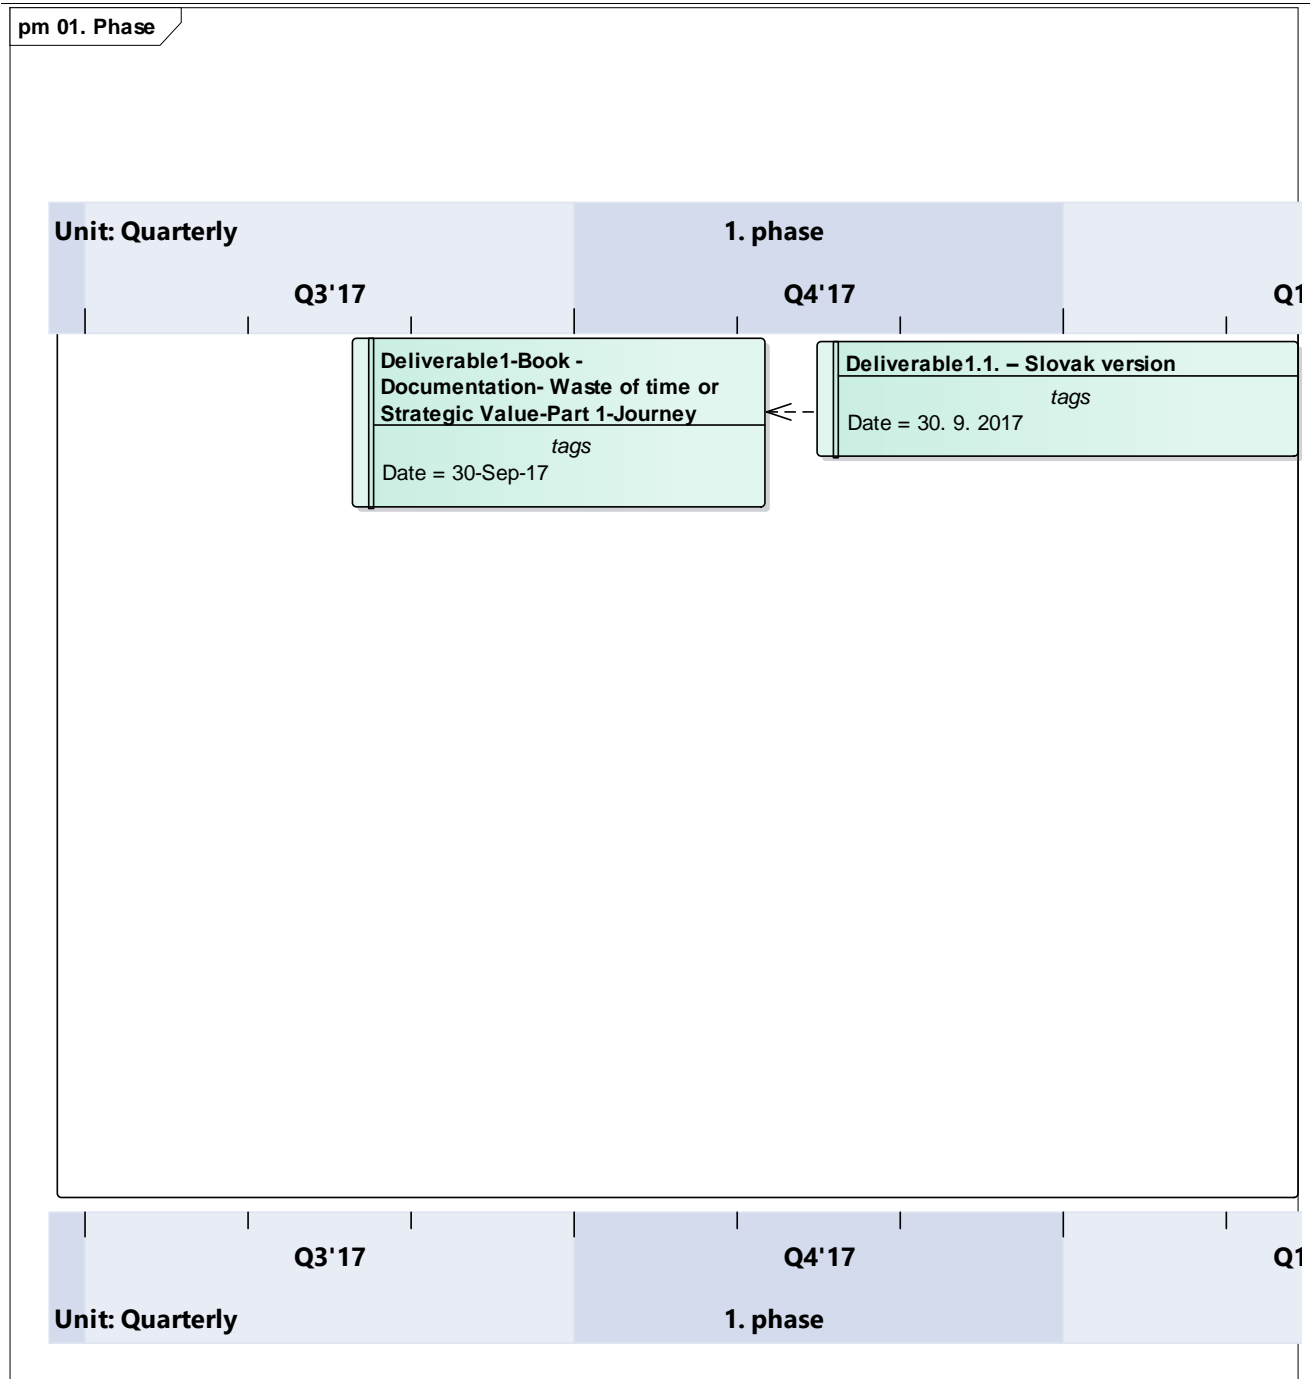 pm 01. Phase
Unit: Quarterly 1. phase
Q3'17 Q4'17 Q1
Deliverable1-Book -
Documentation- Waste of time or
Strategic Value-Part 1-Journey
tags
Date = 30-Sep-17
Deliverable1.1. – Slovak version
tags
Date = 30. 9. 2017
Q3'17 Q4'17 Q1
Unit: Quarterly 1. phase